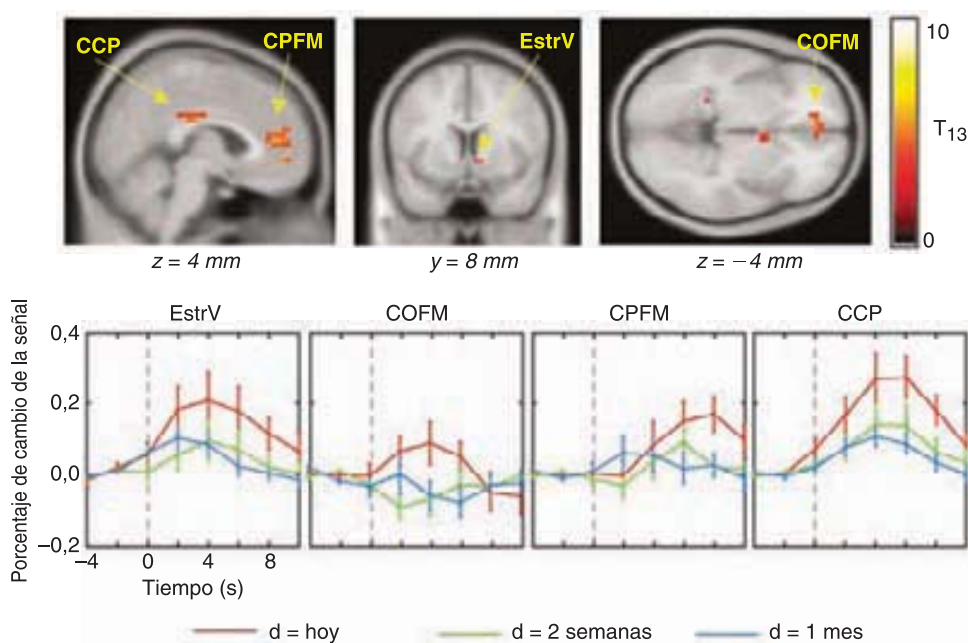 CCP
CPFM
EstrV
COFM
10
T13
0
z = 4 mm
y = 8 mm
z = −4 mm
Porcentaje de cambio de la señal
EstrV
COFM
CPFM
CCP
0,4
0,2
0,0
−0,2
−4 0 4 8
Tiempo (s)
d = hoy
d = 2 semanas
d = 1 mes